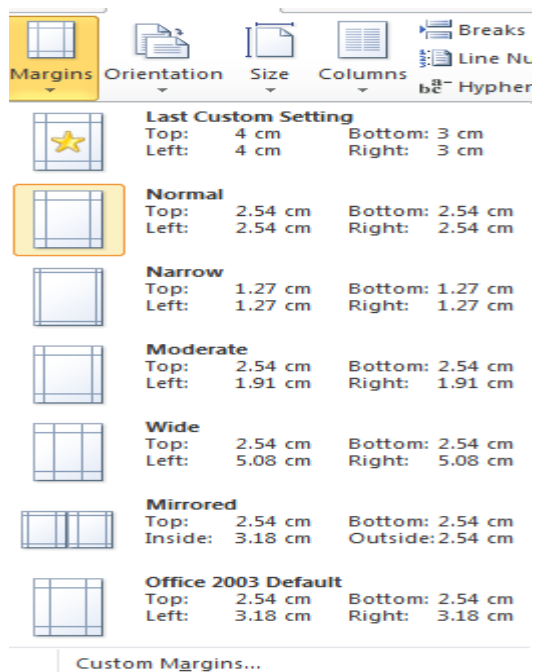 Breaks
Line Nu
Margins Orientation Size Columns
bc Hypher
Last Custom Setting
Top: 4 cm Bottom: 3 cm
Left: 4 cm Right: 3 cm
Normal
Top: 2.54 cm Bottom: 2.54 cm
Left: 2.54 cm Right: 2.54 cm
Narrow
Top: 1.27 cm Bottom: 1.27 cm
Left: 1.27 cm Right: 1.27 cm
Moderate
Top: 2.54 cm Bottom: 2.54 cm
Left: 1.91 cm Right: 1.91 cm
Wide
Top: 2.54 cm Bottom: 2.54 cm
Left: 5.08 cm Right: 5.08 cm
Mirrored
Top: 2.54 cm Bottom: 2.54 cm
Inside: 3.18 cm Outside: 2.54 cm
Office 2003 Default
Top: 2.54 cm Bottom: 2.54 cm
Left: 3.18 cm Right: 3.18 cm
Custom Margins...